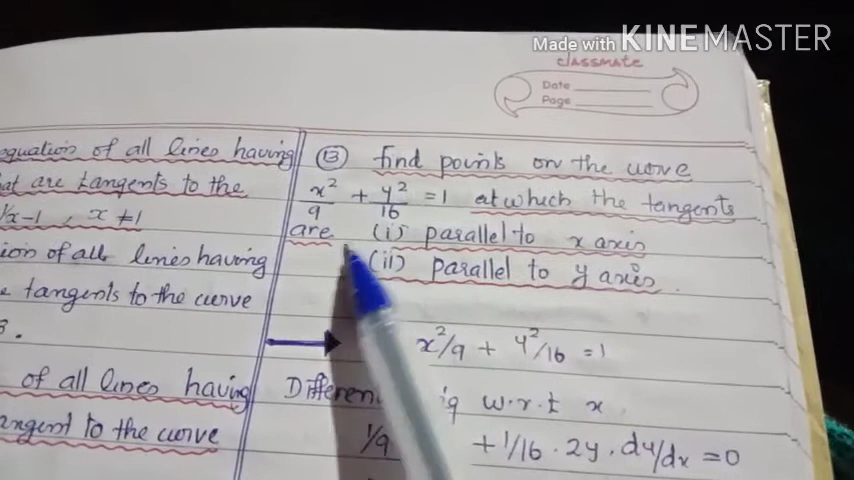 Made with KINEMASTER
classmate
Date
Page
equation of all lines having
at are tangents to the
1/x-1 , x ≠ 1
ion of all lines having
e tangents to the curve
3.
of all lines having
angent to the curve
(13) find points on the curve
x²/9 + y²/16 = 1 at which the tangents
are (i) parallel to x axis
(ii) parallel to y axis.
x²/9 + y²/16 = 1
Differen w.r.t x
1/9 + 1/16 . 2y . dy/dx = 0